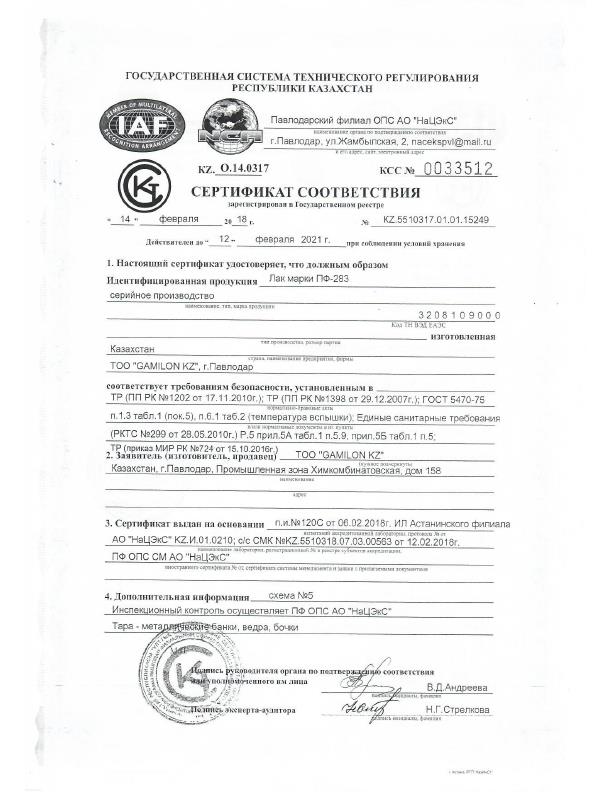 ГОСУДАРСТВЕННАЯ СИСТЕМА ТЕХНИЧЕСКОГО РЕГУЛИРОВАНИЯ
РЕСПУБЛИКИ КАЗАХСТАН
MEMBER OF MULTILATERAL
IAF
RECOGNITION ARRANGEMENT
NCA
Павлодарский филиал ОПС АО "НаЦЭкС"
наименование органа по подтверждению соответствия
г.Павлодар, ул.Жамбылская, 2, nacekspvl@mail.ru
и его адрес, сайт, электронный адрес
KZ. О.14.0317
КСС № 0033512
СЕРТИФИКАТ СООТВЕТСТВИЯ
зарегистрирован в Государственном реестре
" 14 " февраля 20 18 г. № KZ.5510317.01.01.15249
Действителен до " 12 " февраля 2021 г. при соблюдении условий хранения
1. Настоящий сертификат удостоверяет, что должным образом
Идентифицированная продукция Лак марки ПФ-283
серийное производство
наименование, тип, марка продукции
3208109000
Код ТН ВЭД ЕАЭС
изготовленная
тип производства, размер партии
Казахстан
страна, наименование предприятия, фирмы
ТОО "GAMILON KZ", г.Павлодар
соответствует требованиям безопасности, установленным в
ТР (ПП РК №1202 от 17.11.2010г.); ТР (ПП РК №1398 от 29.12.2007г.); ГОСТ 5470-75
нормативно-правовые акты
п.1.3 табл.1 (пок.5), п.6.1 таб.2 (температура вспышки); Единые санитарные требования
и/или нормативные документы и их пункты
(РКТС №299 от 28.05.2010г.) Р.5 прил.5А табл.1 п.5.9, прил.5Б табл.1 п.5;
ТР (приказ МИР РК №724 от 15.10.2016г.)
2. Заявитель (изготовитель, продавец) ТОО "GAMILON KZ"
(нужное подчеркнуть)
Казахстан, г.Павлодар, Промышленная зона Химкомбинатовская, дом 158
наименование
адрес
3. Сертификат выдан на основании п.и.№120С от 06.02.2018г. ИЛ Астанинского филиала
испытаний аккредитованной лаборатории, протокола № от
АО "НаЦЭкС" KZ.И.01.0210; с/с СМК №KZ.5510318.07.03.00563 от 12.02.2018г.
ПФ ОПС СМ АО "НаЦЭкС"
иностранного сертификата № от, сертификата системы менеджмента и заявки с прилагаемыми документами
4. Дополнительная информация схема №5
Инспекционный контроль осуществляет ПФ ОПС АО "НаЦЭкС"
Тара - металлические банки, ведра, бочки
Подпись руководителя органа по подтверждению соответствия
или уполномоченного им лица
В.Д.Андреева
подпись инициалы, фамилия
Подпись эксперта-аудитора
Н.Г.Стрелкова
подпись инициалы, фамилия